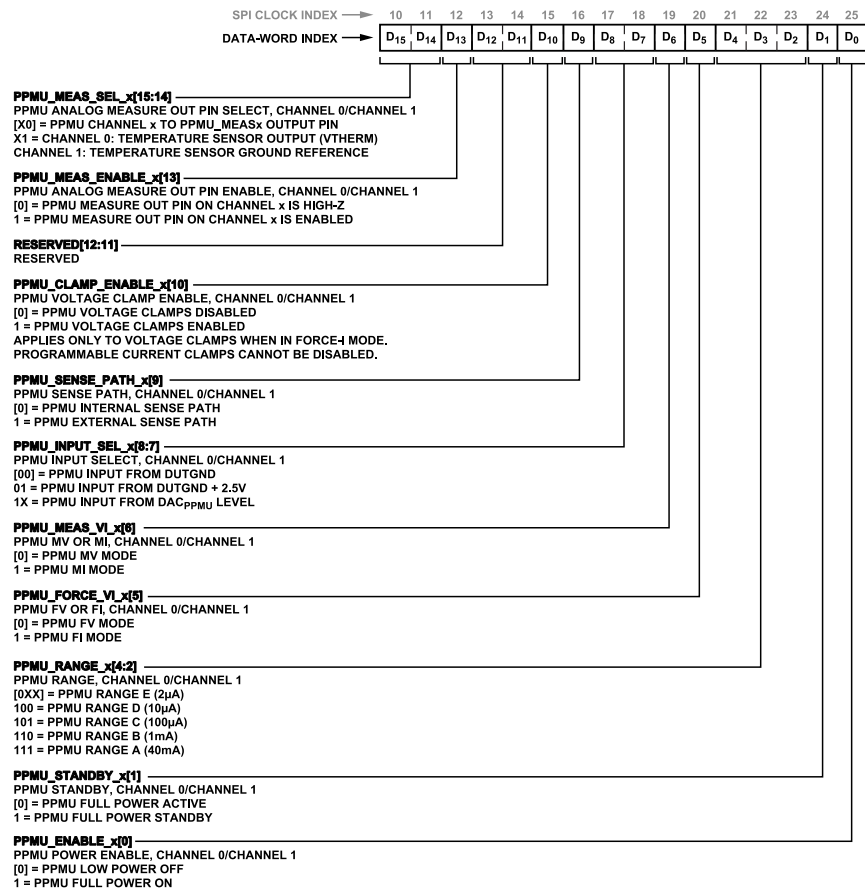 SPI CLOCK INDEX 10 11 12 13 14 15 16 17 18 19 20 21 22 23 24 25
DATA-WORD INDEX D15 D14 D13 D12 D11 D10 D9 D8 D7 D6 D5 D4 D3 D2 D1 D0
PPMU_MEAS_SEL_x[15:14]
PPMU ANALOG MEASURE OUT PIN SELECT, CHANNEL 0/CHANNEL 1
[X0] = PPMU CHANNEL x TO PPMU_MEASx OUTPUT PIN
X1 = CHANNEL 0: TEMPERATURE SENSOR OUTPUT (VTHERM)
CHANNEL 1: TEMPERATURE SENSOR GROUND REFERENCE
PPMU_MEAS_ENABLE_x[13]
PPMU ANALOG MEASURE OUT PIN ENABLE, CHANNEL 0/CHANNEL 1
[0] = PPMU MEASURE OUT PIN ON CHANNEL x IS HIGH-Z
1 = PPMU MEASURE OUT PIN ON CHANNEL x IS ENABLED
RESERVED[12:11]
RESERVED
PPMU_CLAMP_ENABLE_x[10]
PPMU VOLTAGE CLAMP ENABLE, CHANNEL 0/CHANNEL 1
[0] = PPMU VOLTAGE CLAMPS DISABLED
1 = PPMU VOLTAGE CLAMPS ENABLED
APPLIES ONLY TO VOLTAGE CLAMPS WHEN IN FORCE-I MODE.
PROGRAMMABLE CURRENT CLAMPS CANNOT BE DISABLED.
PPMU_SENSE_PATH_x[9]
PPMU SENSE PATH, CHANNEL 0/CHANNEL 1
[0] = PPMU INTERNAL SENSE PATH
1 = PPMU EXTERNAL SENSE PATH
PPMU_INPUT_SEL_x[8:7]
PPMU INPUT SELECT, CHANNEL 0/CHANNEL 1
[00] = PPMU INPUT FROM DUTGND
01 = PPMU INPUT FROM DUTGND + 2.5V
1X = PPMU INPUT FROM DACPPMU LEVEL
PPMU_MEAS_VI_x[6]
PPMU MV OR MI, CHANNEL 0/CHANNEL 1
[0] = PPMU MV MODE
1 = PPMU MI MODE
PPMU_FORCE_VI_x[5]
PPMU FV OR FI, CHANNEL 0/CHANNEL 1
[0] = PPMU FV MODE
1 = PPMU FI MODE
PPMU_RANGE_x[4:2]
PPMU RANGE, CHANNEL 0/CHANNEL 1
[0XX] = PPMU RANGE E (2µA)
100 = PPMU RANGE D (10µA)
101 = PPMU RANGE C (100µA)
110 = PPMU RANGE B (1mA)
111 = PPMU RANGE A (40mA)
PPMU_STANDBY_x[1]
PPMU STANDBY, CHANNEL 0/CHANNEL 1
[0] = PPMU FULL POWER ACTIVE
1 = PPMU FULL POWER STANDBY
PPMU_ENABLE_x[0]
PPMU POWER ENABLE, CHANNEL 0/CHANNEL 1
[0] = PPMU LOW POWER OFF
1 = PPMU FULL POWER ON